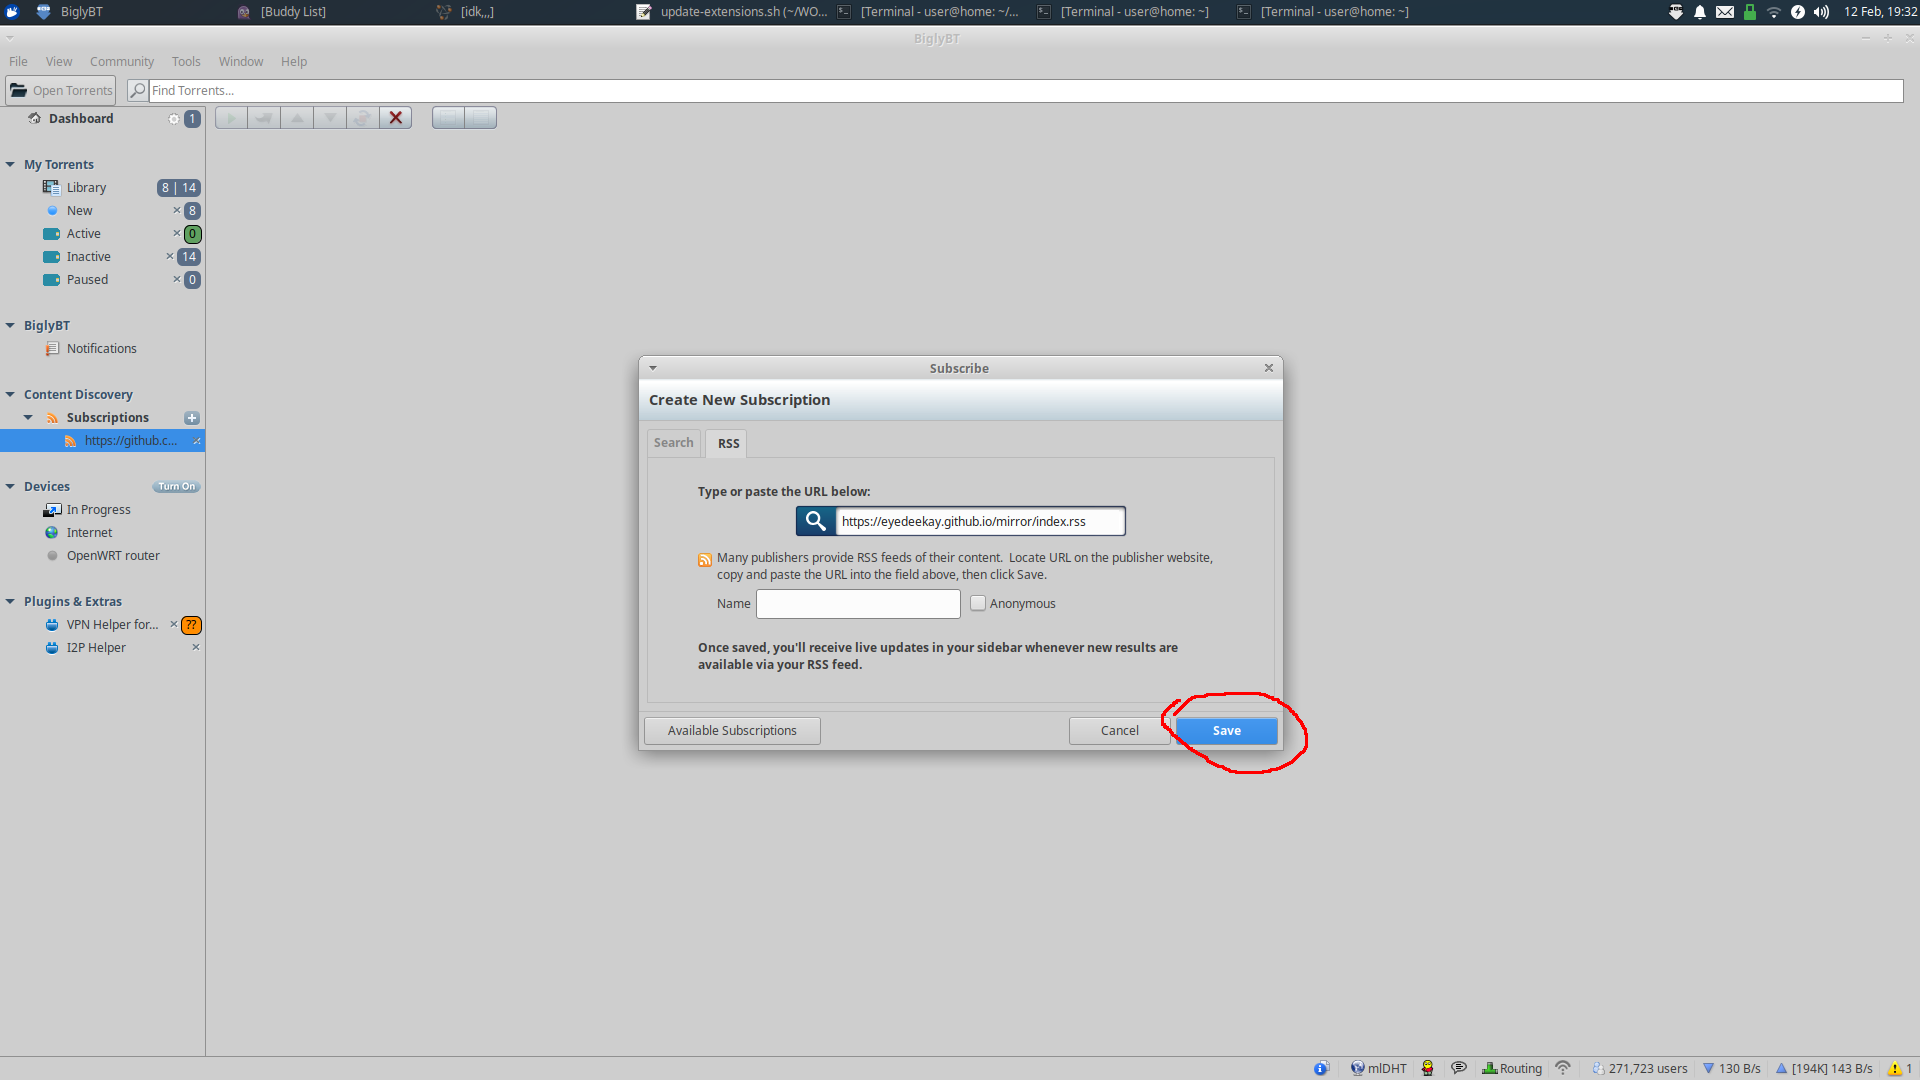 BiglyBT
[Buddy List]
[idk,,,]
update-extensions.sh (~/WO...
[Terminal - user@home: ~/...
[Terminal - user@home: ~]
[Terminal - user@home: ~]
12 Feb, 19:32
BiglyBT
File View Community Tools Window Help
Open Torrents
Find Torrents...
Dashboard 1
My Torrents
Library 8 | 14
New 8
Active 0
Inactive 14
Paused 0
BiglyBT
Notifications
Content Discovery
Subscriptions
https://github.c...
Devices Turn On
In Progress
Internet
OpenWRT router
Plugins & Extras
VPN Helper for... ??
I2P Helper
Subscribe
Create New Subscription
Search RSS
Type or paste the URL below:
https://eyedeekay.github.io/mirror/index.rss
Many publishers provide RSS feeds of their content. Locate URL on the publisher website,
copy and paste the URL into the field above, then click Save.
Name Anonymous
Once saved, you'll receive live updates in your sidebar whenever new results are
available via your RSS feed.
Available Subscriptions Cancel Save
mlDHT Routing 271,723 users 130 B/s [194K] 143 B/s 1